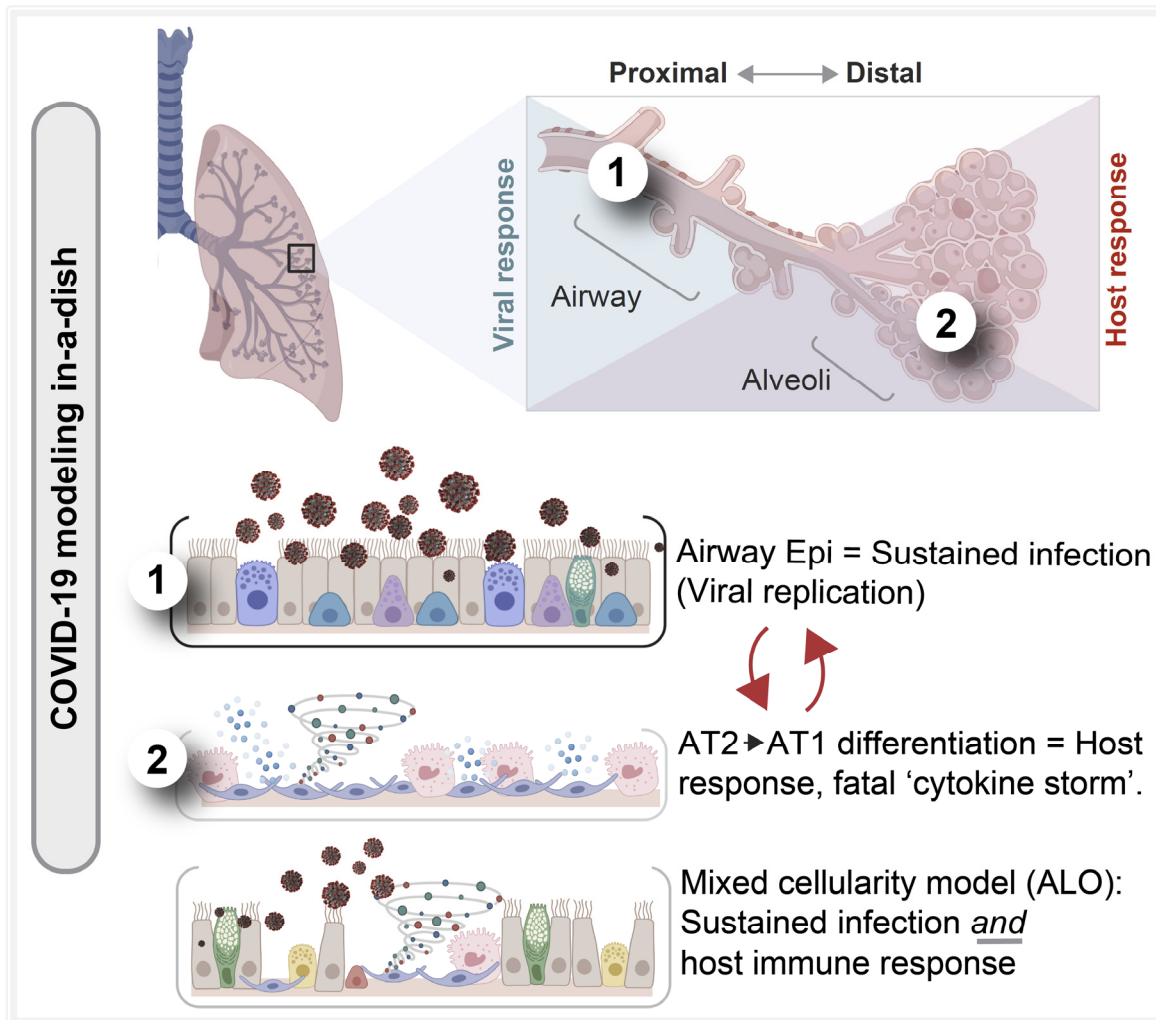 COVID-19 modeling in-a-dish
Proximal
Distal
Viral response
Host response
1
Airway
2
Alveoli
1
Airway Epi = Sustained infection
(Viral replication)
2
AT2 AT1 differentiation = Host
response, fatal ‘cytokine storm’.
Mixed cellularity model (ALO):
Sustained infection and
host immune response